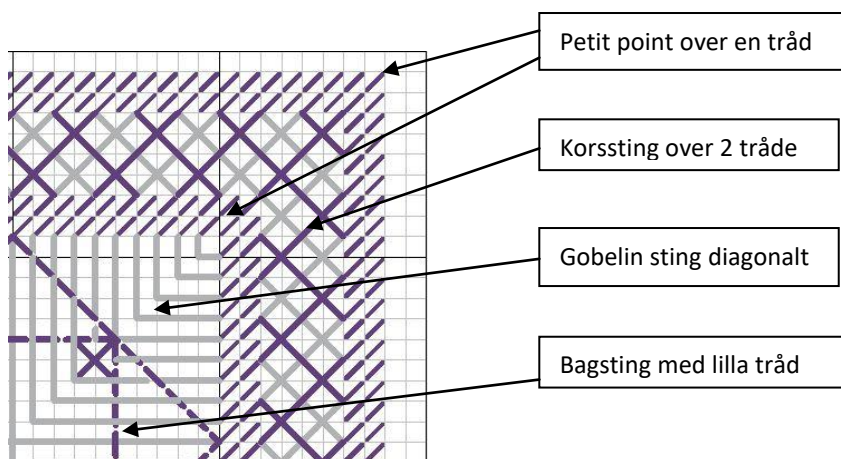 Petit point over en tråd
Korssting over 2 tråde
Gobelin sting diagonalt
Bagsting med lilla tråd